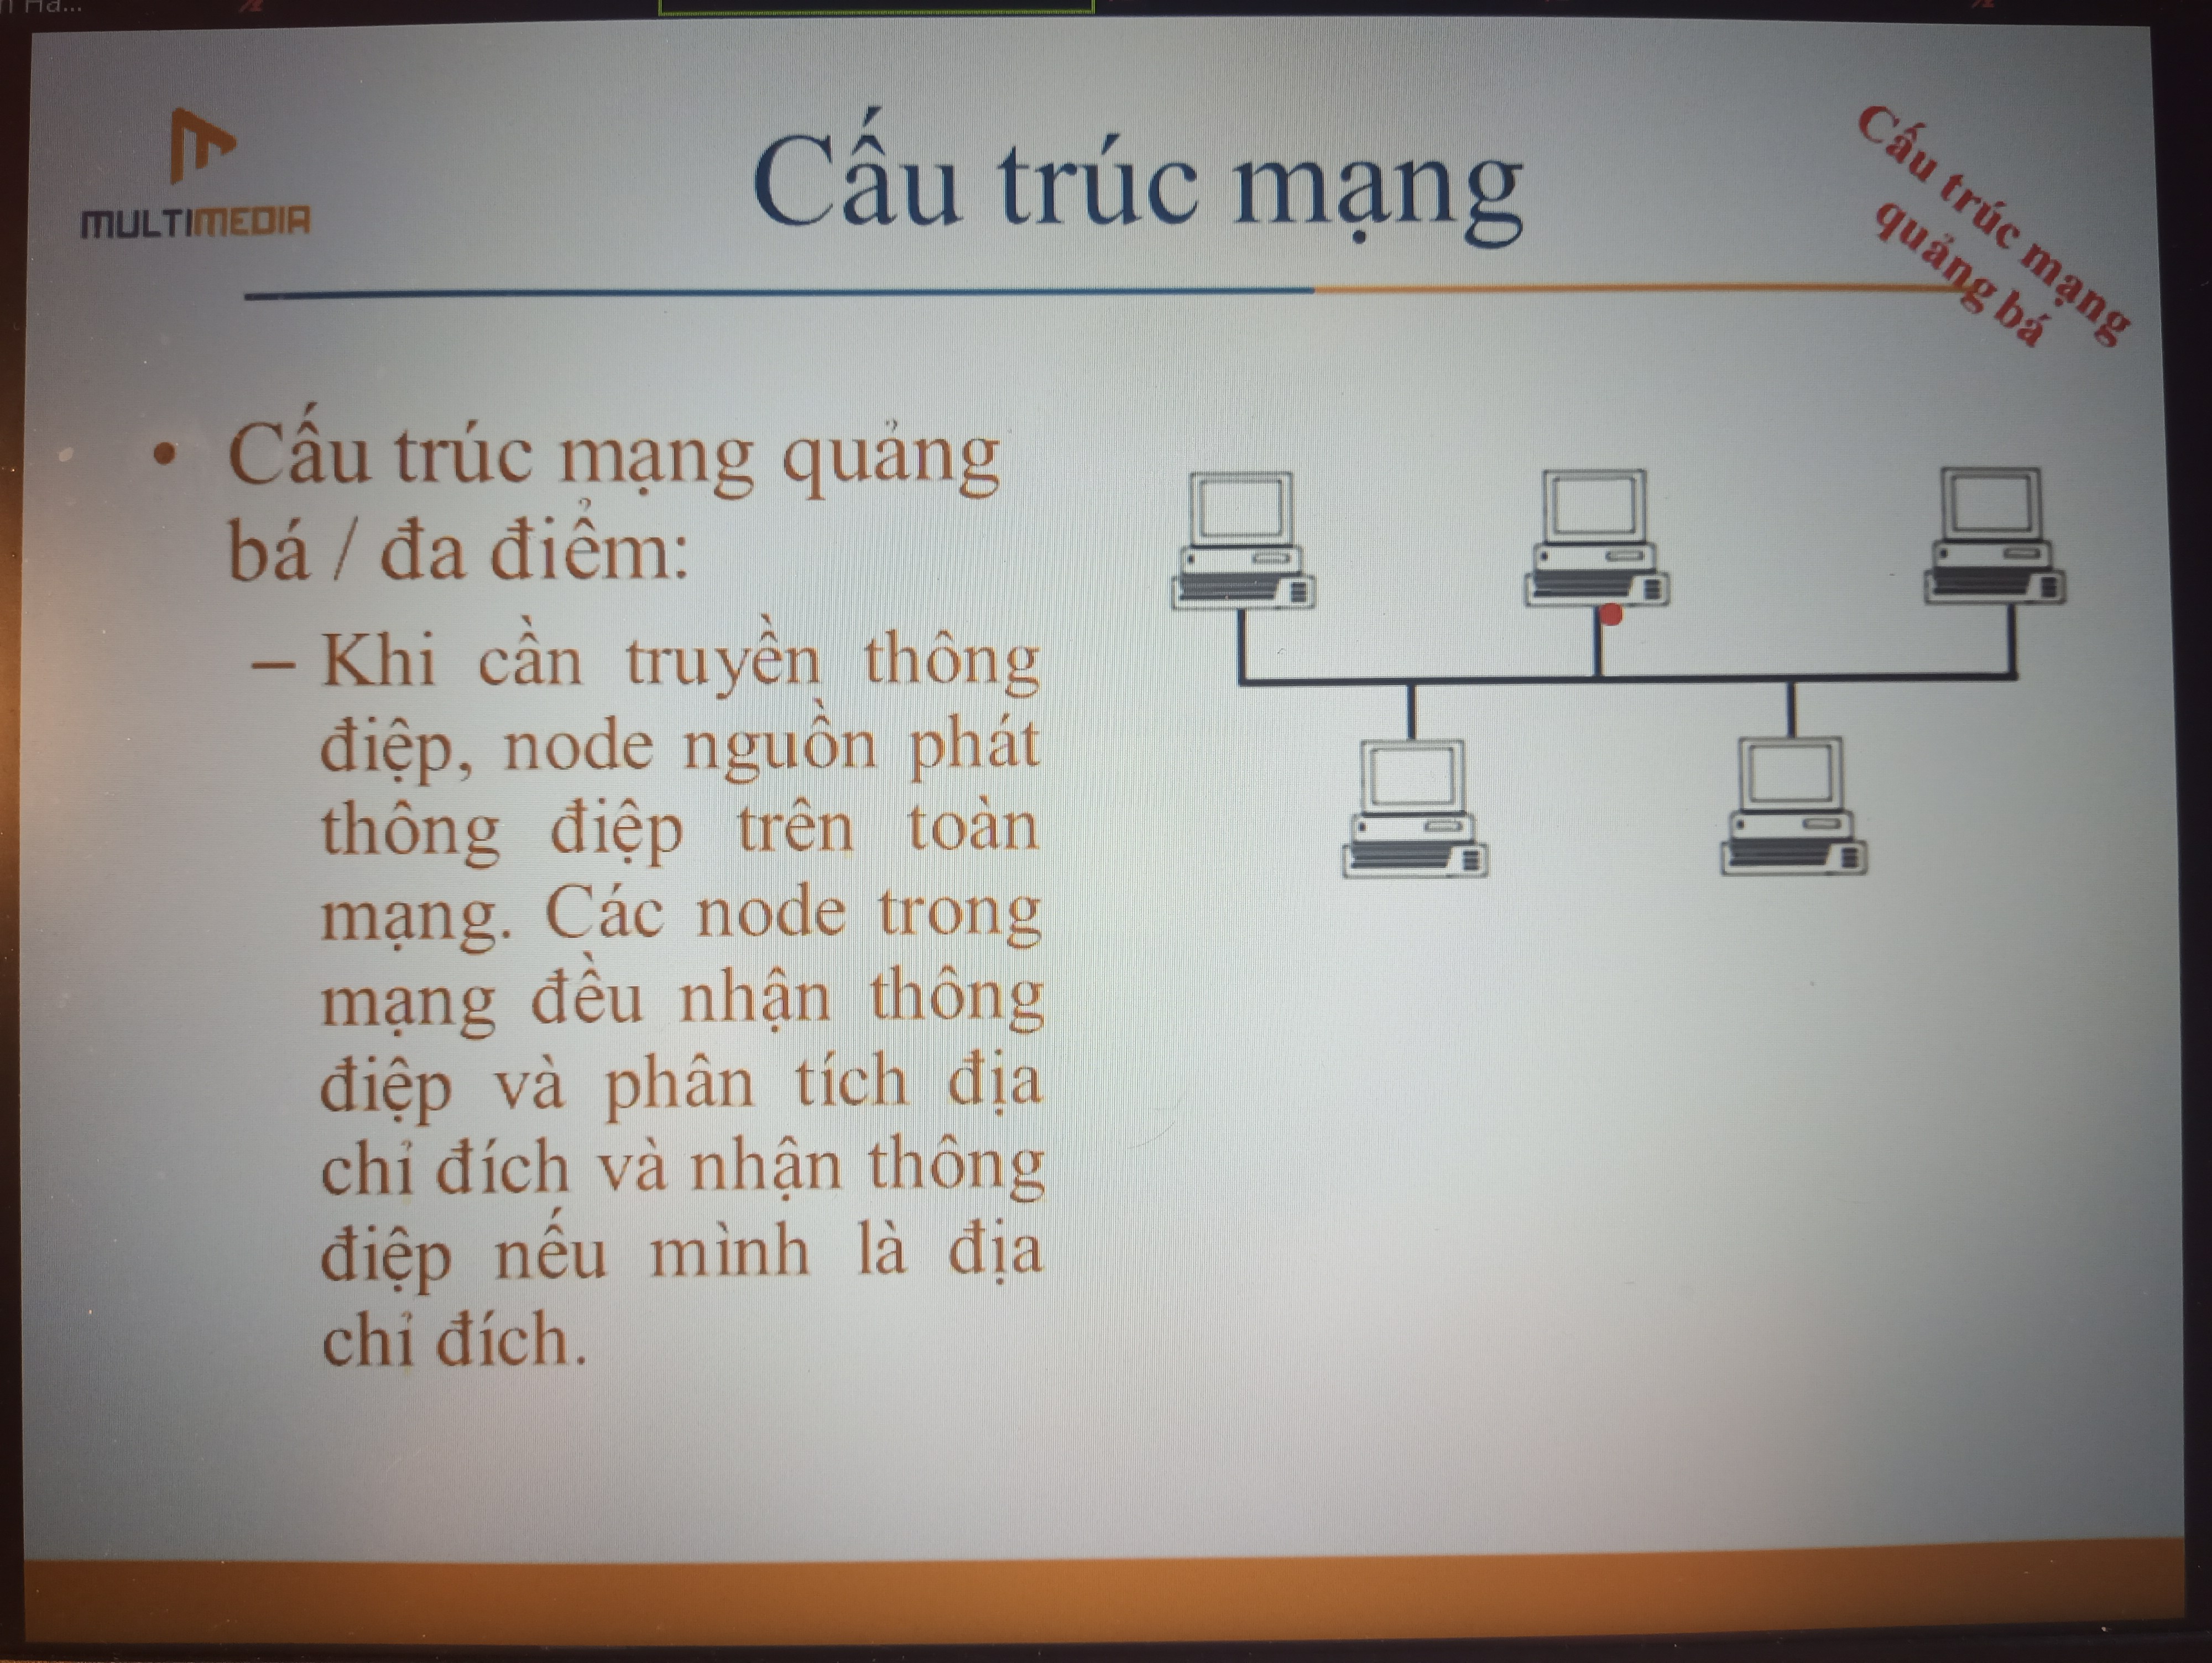 MULTIMEDIA
Cấu trúc mạng
Cấu trúc mạng
quảng bá
• Cấu trúc mạng quảng
bá / đa điểm:
– Khi cần truyền thông
điệp, node nguồn phát
thông điệp trên toàn
mạng. Các node trong
mạng đều nhận thông
điệp và phân tích địa
chỉ đích và nhận thông
điệp nếu mình là địa
chỉ đích.